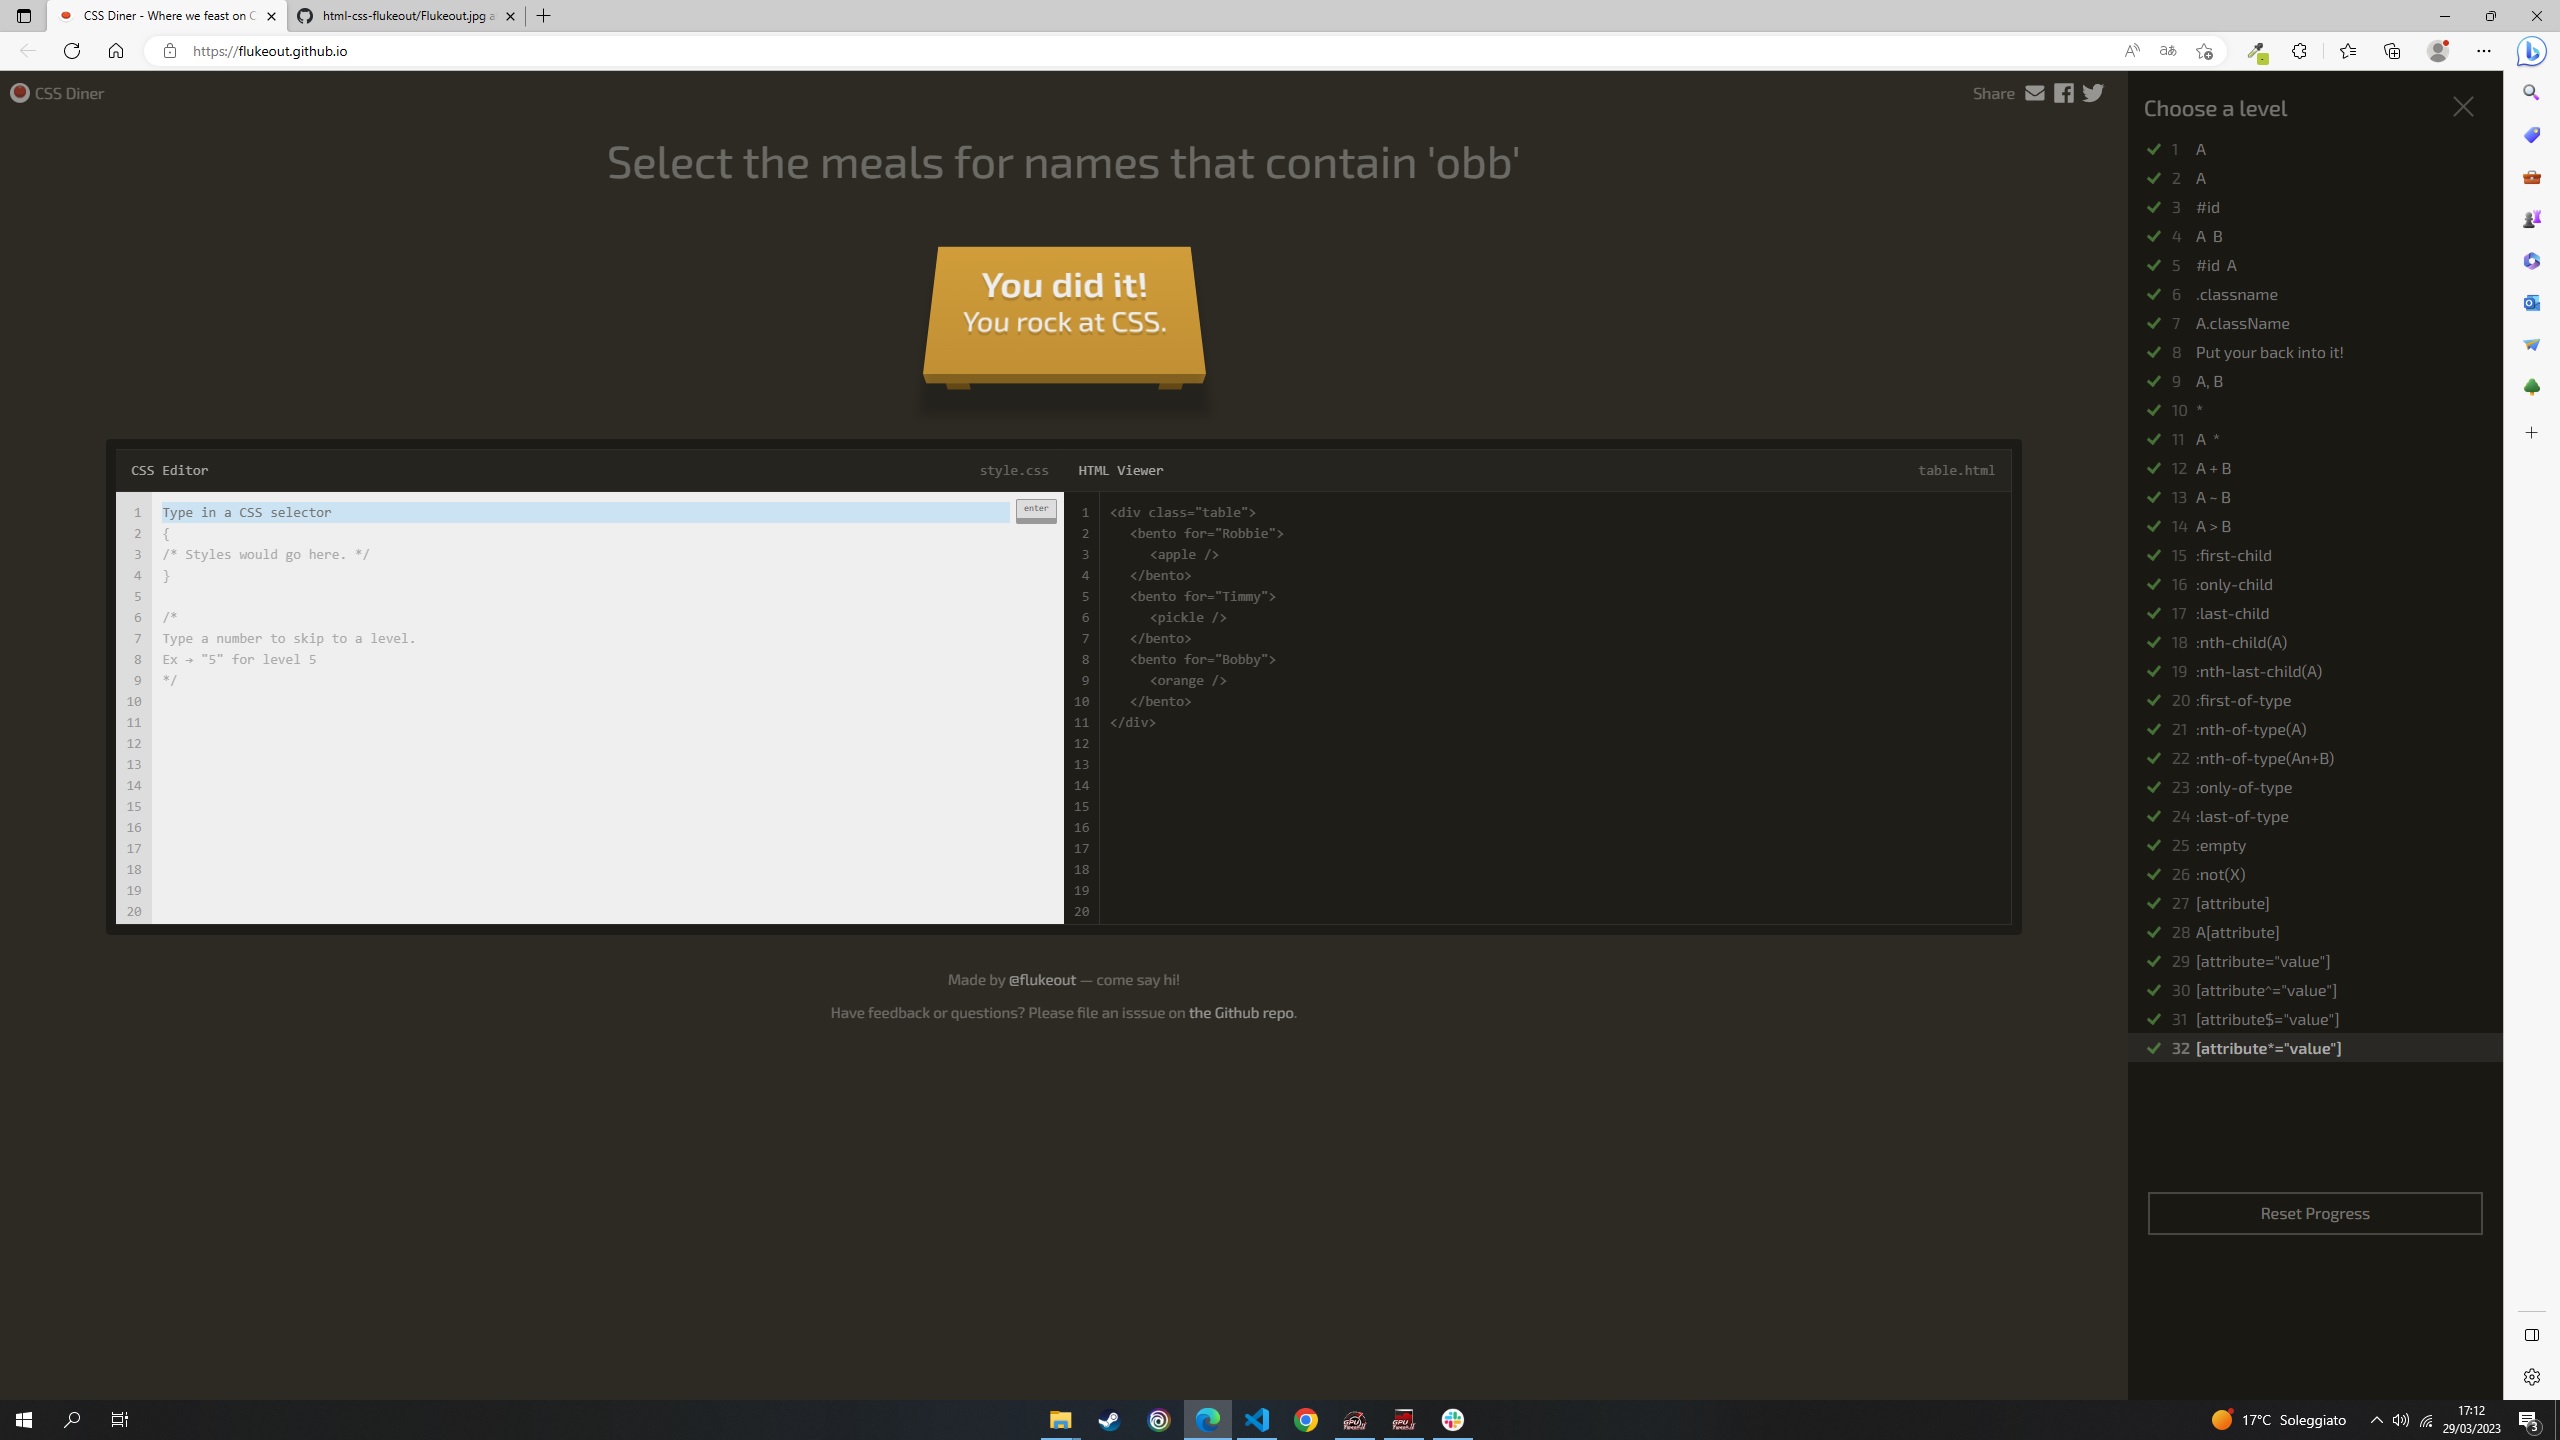 CSS Diner - Where we feast on C
html-css-flukeout/Flukeout.jpg a
https://flukeout.github.io
CSS Diner
Share
Select the meals for names that contain 'obb'
You did it!
You rock at CSS.
CSS Editor
style.css
1 Type in a CSS selector
enter
2 {
3 /* Styles would go here. */
4 }
5
6 /*
7 Type a number to skip to a level.
8 Ex → "5" for level 5
9 */
10
11
12
13
14
15
16
17
18
19
20
HTML Viewer
table.html
1 <div class="table">
2 <bento for="Robbie">
3 <apple />
4 </bento>
5 <bento for="Timmy">
6 <pickle />
7 </bento>
8 <bento for="Bobby">
9 <orange />
10 </bento>
11 </div>
12
13
14
15
16
17
18
19
20
Made by @flukeout — come say hi!
Have feedback or questions? Please file an isssue on the Github repo.
Choose a level
1 A
2 A
3 #id
4 A B
5 #id A
6 .classname
7 A.className
8 Put your back into it!
9 A, B
10 *
11 A *
12 A + B
13 A ~ B
14 A > B
15 :first-child
16 :only-child
17 :last-child
18 :nth-child(A)
19 :nth-last-child(A)
20 :first-of-type
21 :nth-of-type(A)
22 :nth-of-type(An+B)
23 :only-of-type
24 :last-of-type
25 :empty
26 :not(X)
27 [attribute]
28 A[attribute]
29 [attribute="value"]
30 [attribute^="value"]
31 [attribute$="value"]
32 [attribute*="value"]
Reset Progress
17°C Soleggiato
17:12
29/03/2023
3